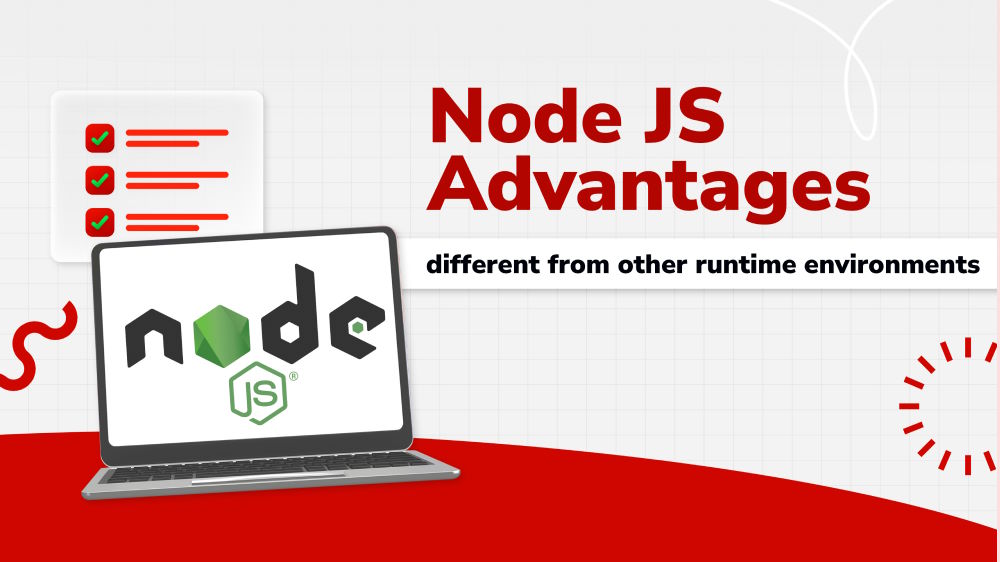 Node JS
Advantages
different from other runtime environments
node
JS®